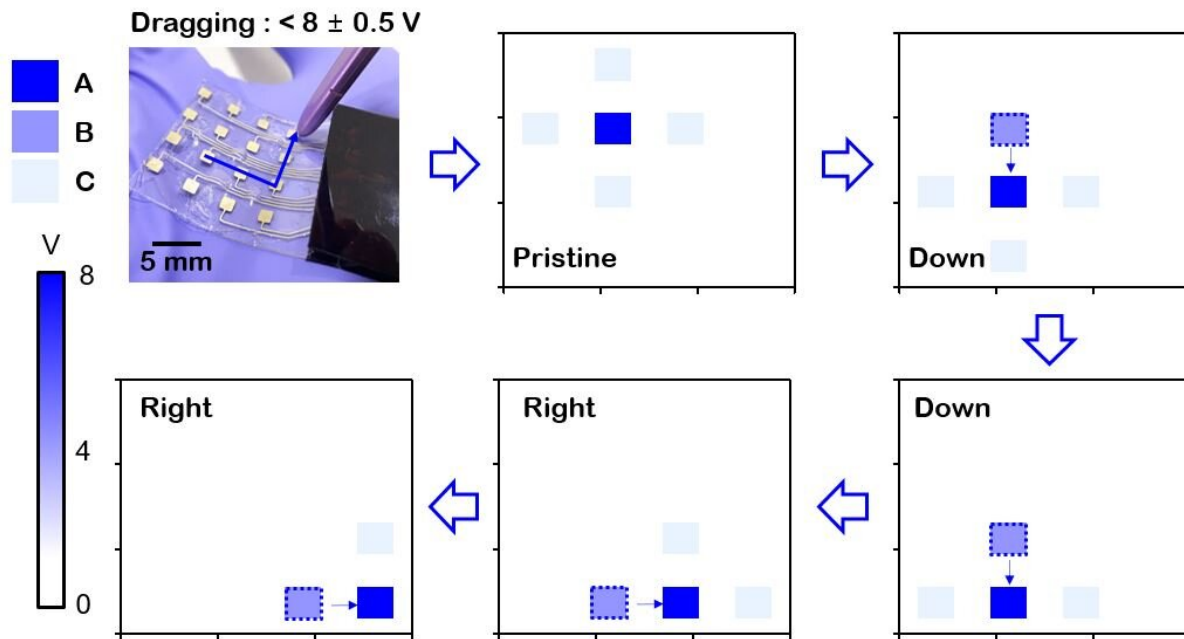 Dragging : < 8 ± 0.5 V
A
B
C
V
8
4
0
5 mm
Pristine
Down
Right
Right
Down